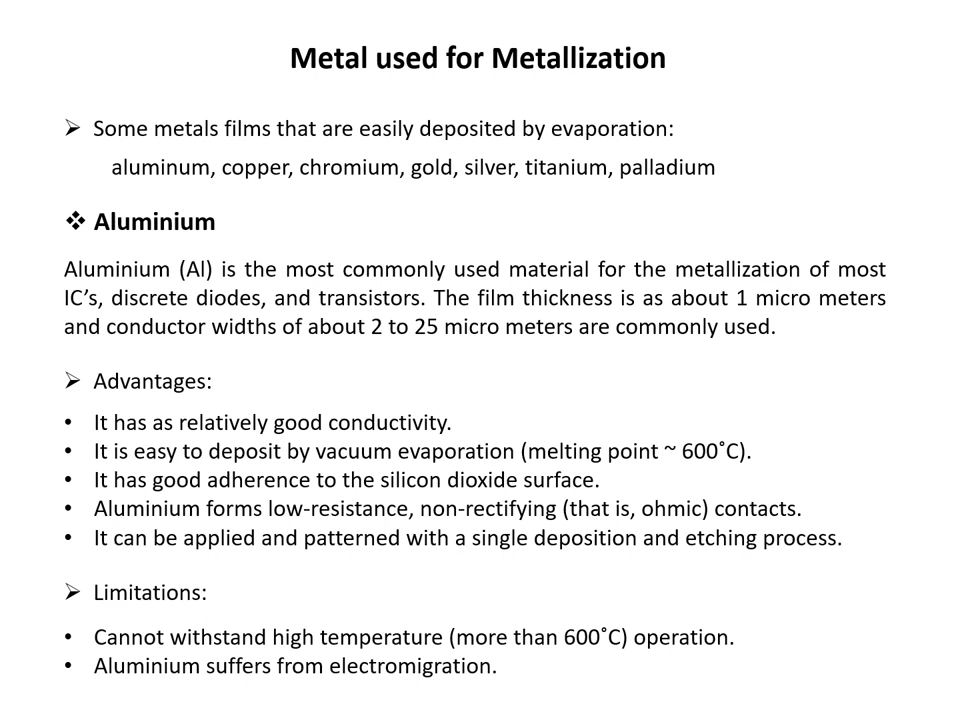 Metal used for Metallization
➢ Some metals films that are easily deposited by evaporation:
aluminum, copper, chromium, gold, silver, titanium, palladium
❖ Aluminium
Aluminium (Al) is the most commonly used material for the metallization of most
IC’s, discrete diodes, and transistors. The film thickness is as about 1 micro meters
and conductor widths of about 2 to 25 micro meters are commonly used.
➢ Advantages:
• It has as relatively good conductivity.
• It is easy to deposit by vacuum evaporation (melting point ~ 600˚C).
• It has good adherence to the silicon dioxide surface.
• Aluminium forms low-resistance, non-rectifying (that is, ohmic) contacts.
• It can be applied and patterned with a single deposition and etching process.
➢ Limitations:
• Cannot withstand high temperature (more than 600˚C) operation.
• Aluminium suffers from electromigration.